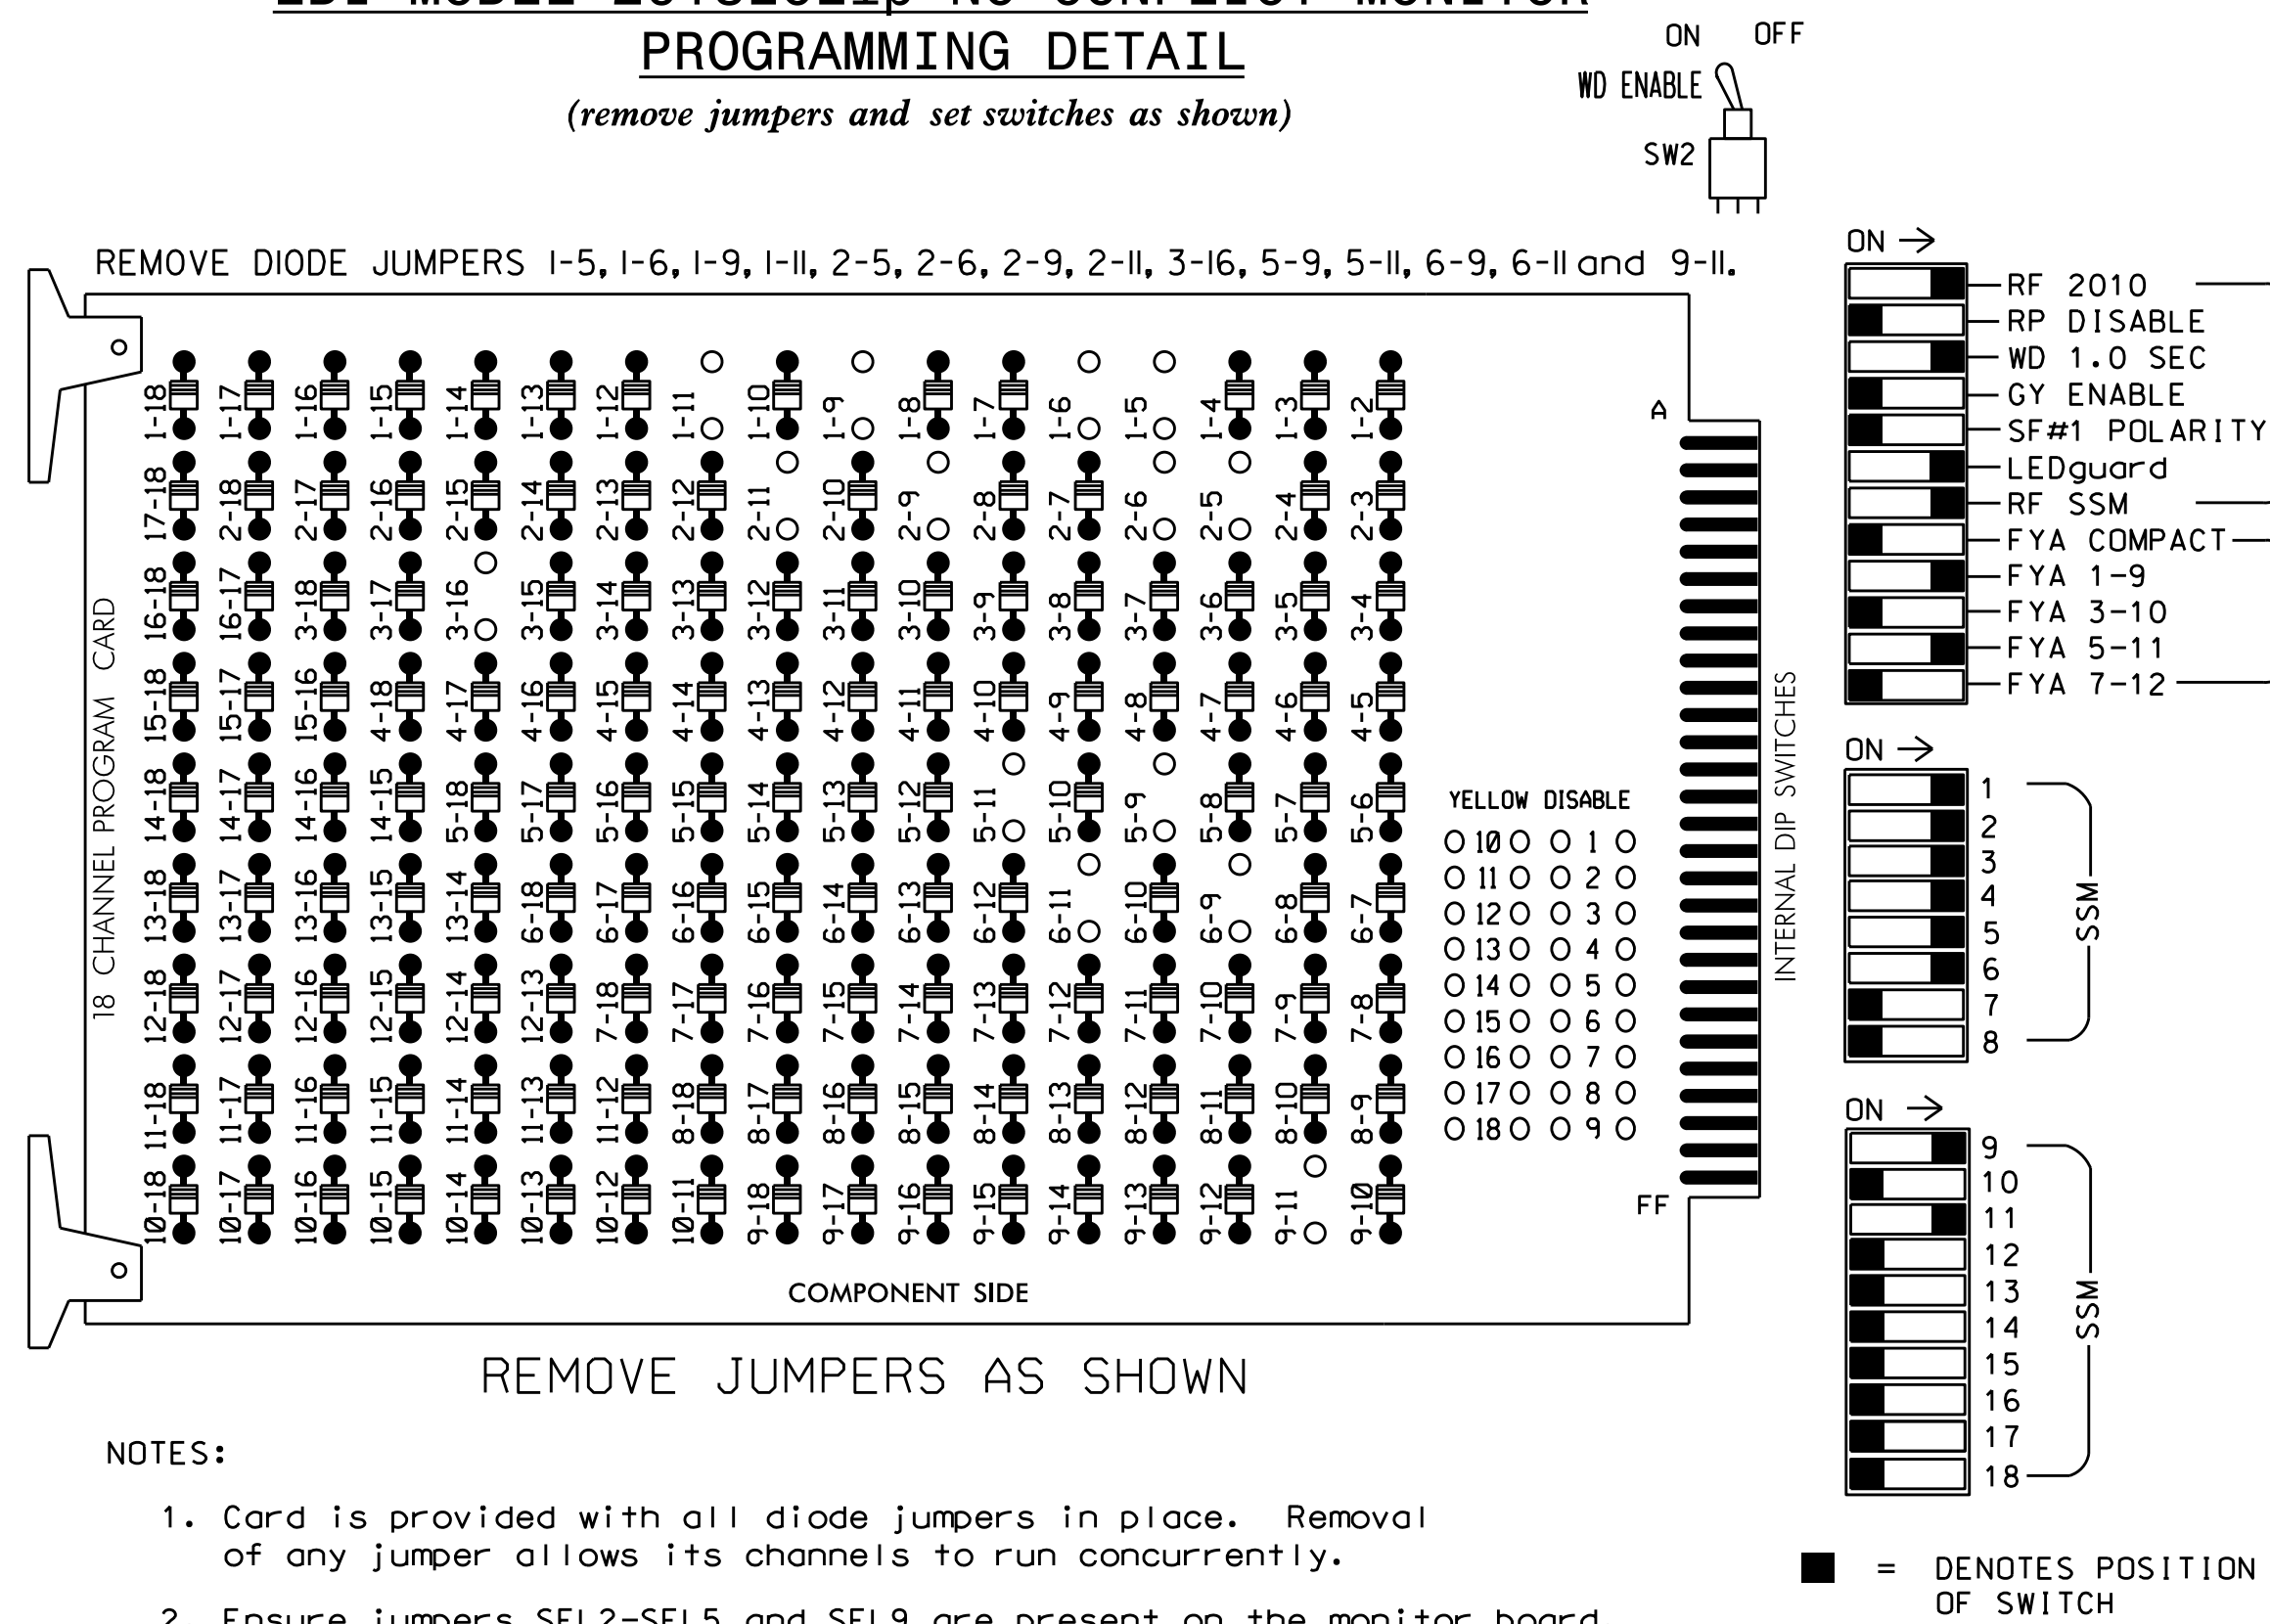 PROGRAMMING DETAIL
(remove jumpers and set switches as shown)
ON OFF
WD ENABLE
SW2
REMOVE DIODE JUMPERS 1-5, 1-6, 1-9, 1-11, 2-5, 2-6, 2-9, 2-11, 3-16, 5-9, 5-11, 6-9, 6-11 and 9-11.
18 CHANNEL PROGRAM CARD
1-18 1-17 1-16 1-15 1-14 1-13 1-12 1-11 1-10 1-9 1-8 1-7 1-6 1-5 1-4 1-3 1-2
17-18 2-18 2-17 2-16 2-15 2-14 2-13 2-12 2-11 2-10 2-9 2-8 2-7 2-6 2-5 2-4 2-3
16-18 16-17 3-18 3-17 3-16 3-15 3-14 3-13 3-12 3-11 3-10 3-9 3-8 3-7 3-6 3-5 3-4
15-18 15-17 15-16 4-18 4-17 4-16 4-15 4-14 4-13 4-12 4-11 4-10 4-9 4-8 4-7 4-6 4-5
14-18 14-17 14-16 14-15 5-18 5-17 5-16 5-15 5-14 5-13 5-12 5-11 5-10 5-9 5-8 5-7 5-6
13-18 13-17 13-16 13-15 13-14 6-18 6-17 6-16 6-15 6-14 6-13 6-12 6-11 6-10 6-9 6-8 6-7
12-18 12-17 12-16 12-15 12-14 12-13 7-18 7-17 7-16 7-15 7-14 7-13 7-12 7-11 7-10 7-9 7-8
11-18 11-17 11-16 11-15 11-14 11-13 11-12 8-18 8-17 8-16 8-15 8-14 8-13 8-12 8-11 8-10 8-9
10-18 10-17 10-16 10-15 10-14 10-13 10-12 10-11 9-18 9-17 9-16 9-15 9-14 9-13 9-12 9-11 9-10
A
FF
YELLOW DISABLE
10 1
11 2
12 3
13 4
14 5
15 6
16 7
17 8
18 9
COMPONENT SIDE
INTERNAL DIP SWITCHES
ON
RF 2010
RP DISABLE
WD 1.0 SEC
GY ENABLE
SF#1 POLARITY
LEDguard
RF SSM
FYA COMPACT
FYA 1-9
FYA 3-10
FYA 5-11
FYA 7-12
ON
1
2
3
4
5
6
7
8
SSM
ON
9
10
11
12
13
14
15
16
17
18
SSM
REMOVE JUMPERS AS SHOWN
NOTES:
1. Card is provided with all diode jumpers in place. Removal
of any jumper allows its channels to run concurrently.
2. Ensure jumpers SEL2-SEL5 and SEL9 are present on the monitor board
= DENOTES POSITION
OF SWITCH